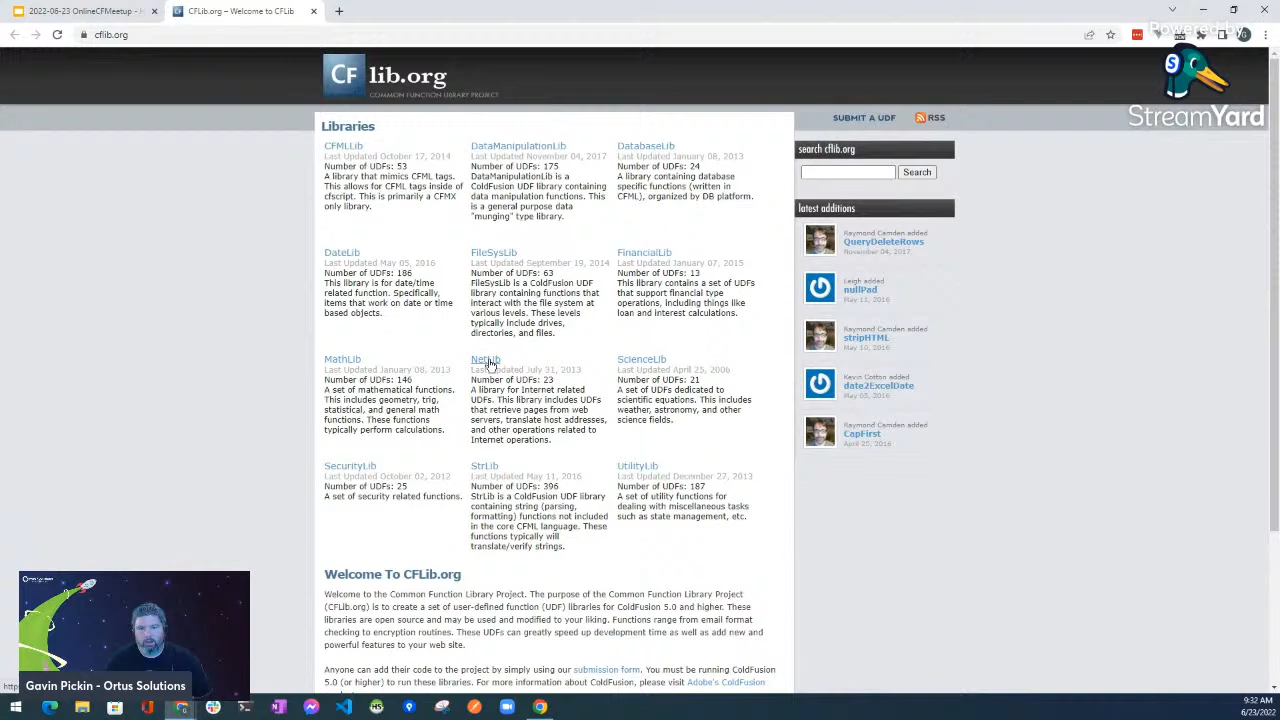 2022-06-23 OnlineCFMeetup -
CFLib.org – Welcome to CFLib
cflib.org
Powered by
StreamYard
CF lib.org
COMMON FUNCTION LIBRARY PROJECT
SUBMIT A UDF
RSS
Libraries
CFMLLib
Last Updated October 17, 2014
Number of UDFs: 53
A library that mimics CFML tags.
This allows for CFML tags inside of
cfscript. This is primarily a CFMX
only library.
DataManipulationLib
Last Updated November 04, 2017
Number of UDFs: 175
DataManipulationLib is a
ColdFusion UDF library containing
data manipulation functions. This
is a general purpose data
"munging" type library.
DatabaseLib
Last Updated January 08, 2013
Number of UDFs: 24
A library containing database
specific functions (written in
CFML), organized by DB platform.
DateLib
Last Updated May 05, 2016
Number of UDFs: 186
This library is for date/time
related function. Specifically,
items that work on date or time
based objects.
FileSysLib
Last Updated September 19, 2014
Number of UDFs: 63
FileSysLib is a ColdFusion UDF
library containing functions that
interact with the file system at
various levels. These levels
typically include drives,
directories, and files.
FinancialLib
Last Updated January 07, 2015
Number of UDFs: 13
This library contains a set of UDFs
that support financial type
operations, including things like
loan and interest calculations.
MathLib
Last Updated January 08, 2013
Number of UDFs: 146
A set of mathematical functions.
This includes geometry, trig,
statistical, and general math
functions. These functions
typically perform calculations.
NetLib
Last Updated July 31, 2013
Number of UDFs: 23
A library for Internet related
UDFs. This library includes UDFs
that retrieve pages from web
servers, translate host addresses,
and other operations related to
Internet operations.
ScienceLib
Last Updated April 25, 2006
Number of UDFs: 21
A set of UDFs dedicated to
scientific equations. This includes
weather, astronomy, and other
science fields.
SecurityLib
Last Updated October 02, 2012
Number of UDFs: 25
A set of security related functions.
StrLib
Last Updated May 11, 2016
Number of UDFs: 396
StrLib is a ColdFusion UDF library
containing string (parsing,
formatting) functions not included
in the core CFML language. These
functions typically will
translate/verify strings.
UtilityLib
Last Updated December 27, 2013
Number of UDFs: 187
A set of utility functions for
dealing with miscellaneous tasks
such as state management, etc.
search cflib.org
Search
latest additions
Raymond Camden added
QueryDeleteRows
November 04, 2017
Leigh added
nullPad
May 11, 2016
Raymond Camden added
stripHTML
May 10, 2016
Kevin Cotton added
date2ExcelDate
May 05, 2016
Raymond Camden added
CapFirst
April 25, 2016
Welcome To CFLib.org
Welcome to the Common Function Library Project. The purpose of the Common Function Library Project
(CFLib.org) is to create a set of user-defined function (UDF) libraries for ColdFusion 5.0 and higher. These
libraries are open source and may be used and modified to your liking. Functions range from email format
checking to encryption routines. These UDFs can greatly speed up development time as well as add new and
powerful features to your web site.
Anyone can add their code to the project by simply using our submission form. You must be running ColdFusion
5.0 (or higher) to run these libraries. For more information about ColdFusion, please visit Adobe's ColdFusion
Gavin Pickin - Ortus Solutions
9:32 AM
6/23/2022